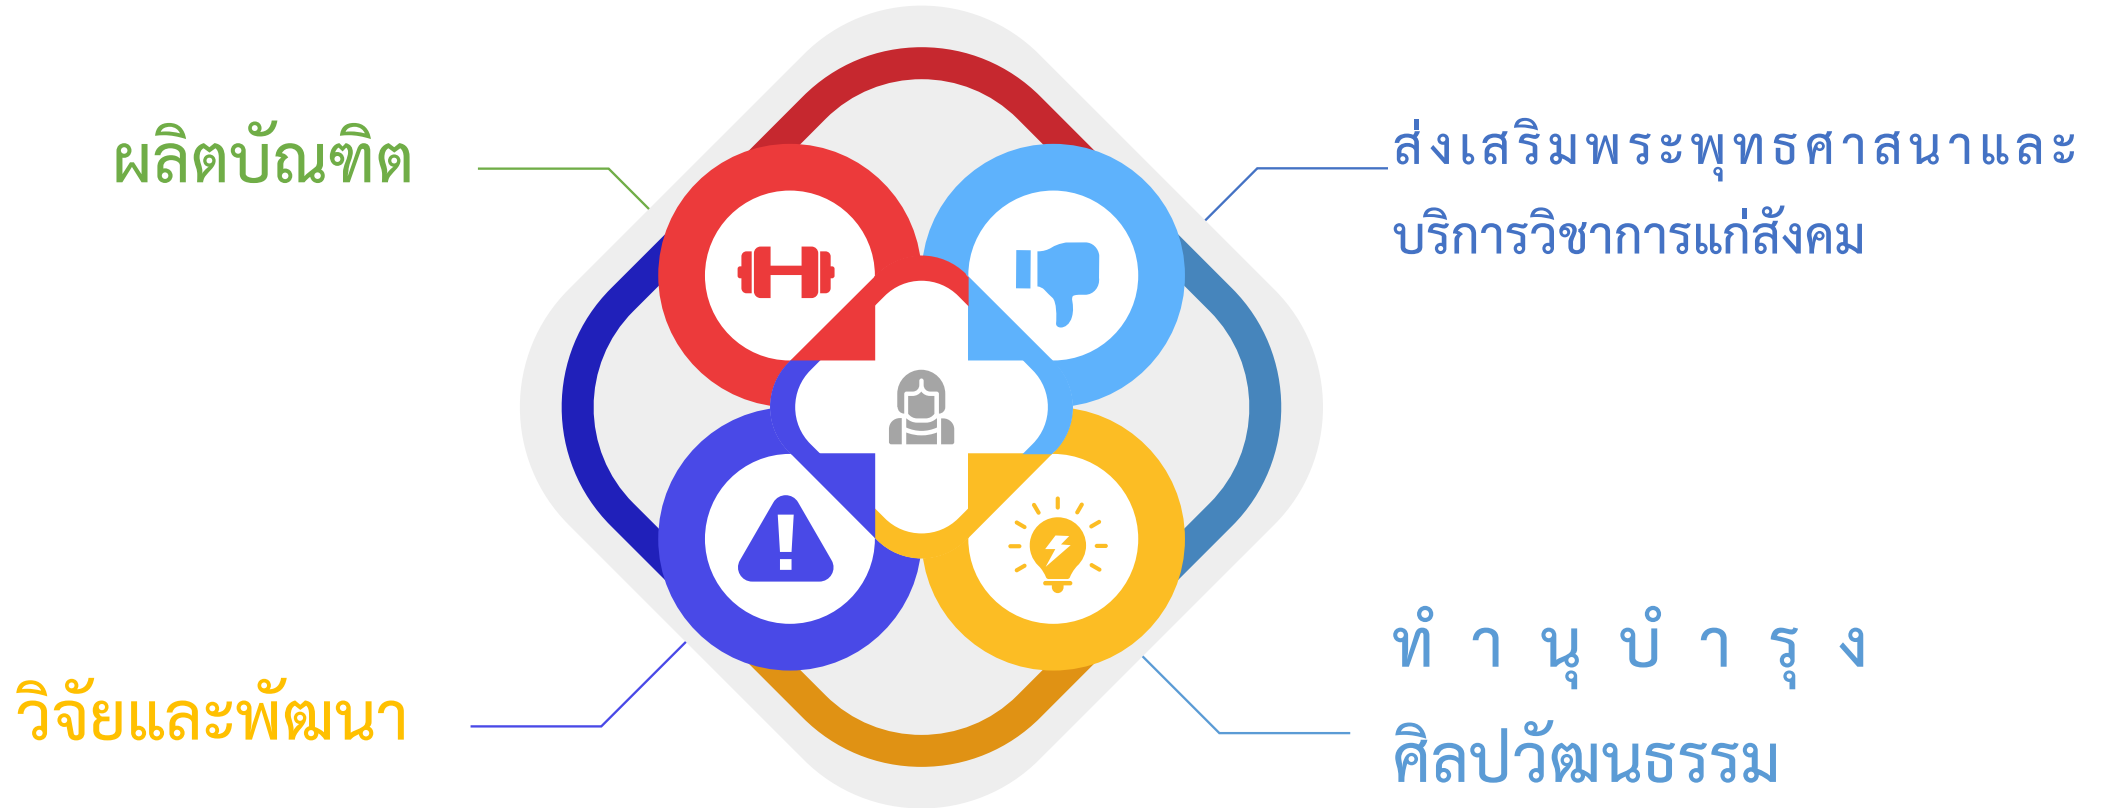 ผลิตบัณฑิต
ส่งเสริมพระพุทธศาสนาและ
บริการวิชาการแก่สังคม
วิจัยและพัฒนา
ทำนุบำรุง
ศิลปวัฒนธรรม